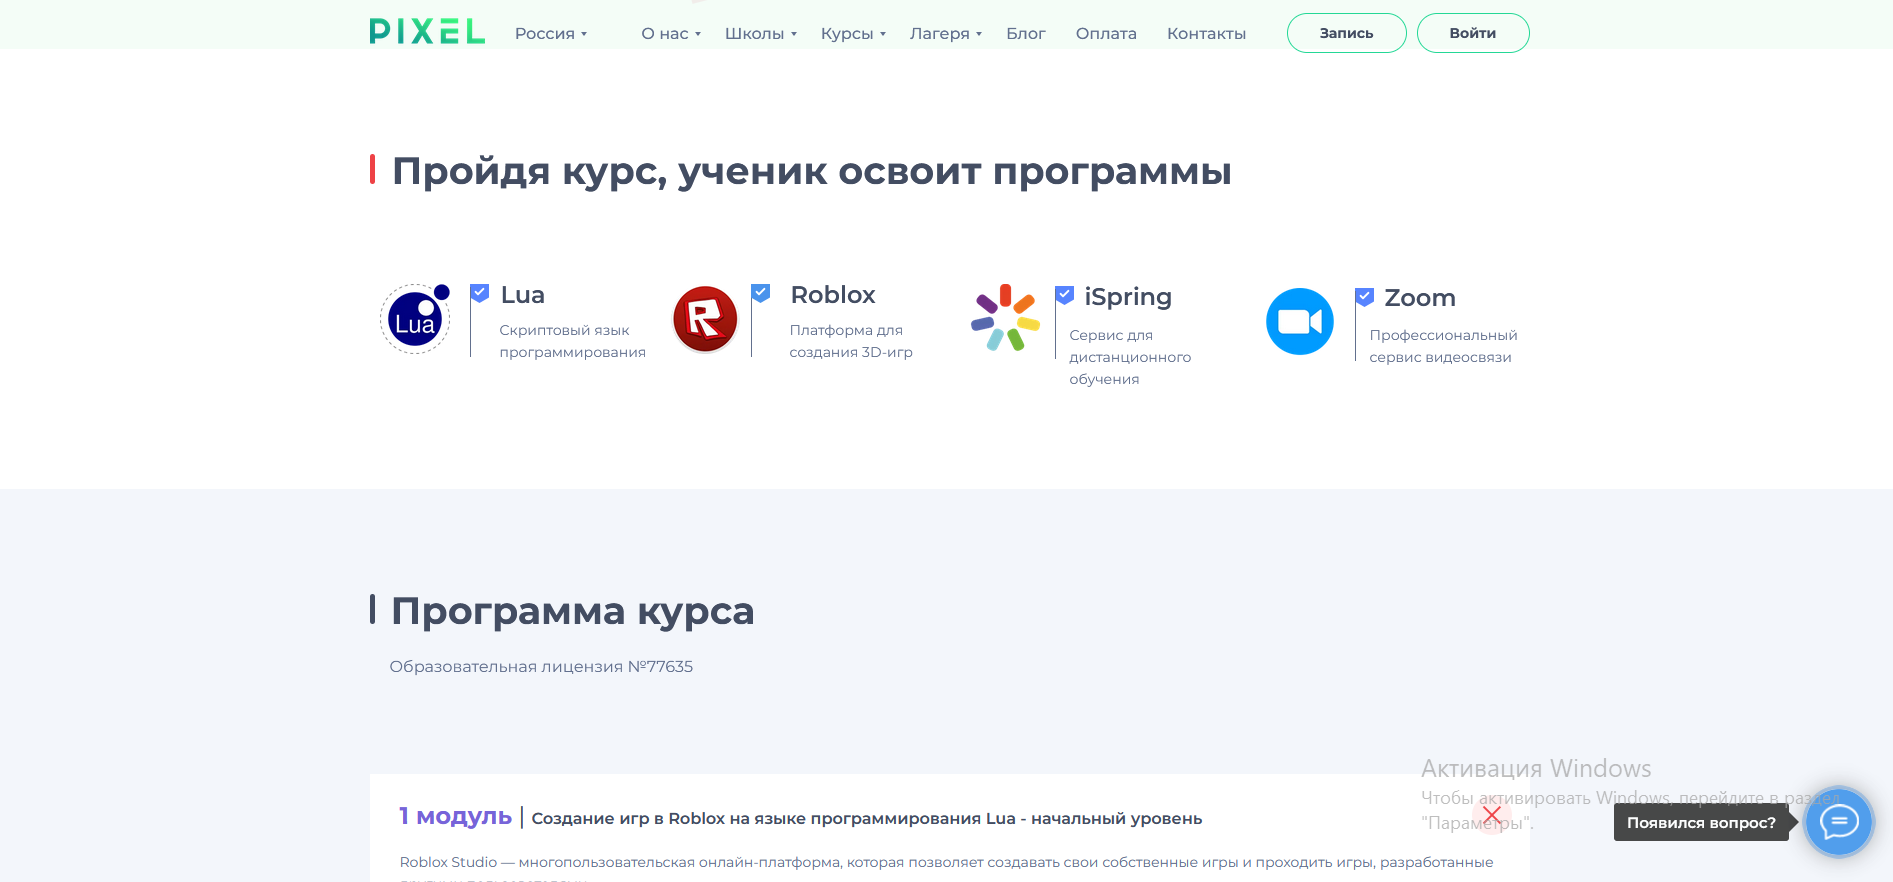 PIXEL
Россия
О нас
Школы
Курсы
Лагеря
Блог
Оплата
Контакты
Запись
Войти
Пройдя курс, ученик освоит программы
Lua
Lua
Скриптовый язык
программирования
R
Roblox
Платформа для
создания 3D-игр
iSpring
Сервис для
дистанционного
обучения
Zoom
Профессиональный
сервис видеосвязи
Программа курса
Образовательная лицензия №77635
1 модуль | Создание игр в Roblox на языке программирования Lua - начальный уровень
Roblox Studio — многопользовательская онлайн-платформа, которая позволяет создавать свои собственные игры и проходить игры, разработанные
Активация Windows
Чтобы активировать Windows, перейдите в раздел
"Параметры".
Появился вопрос?